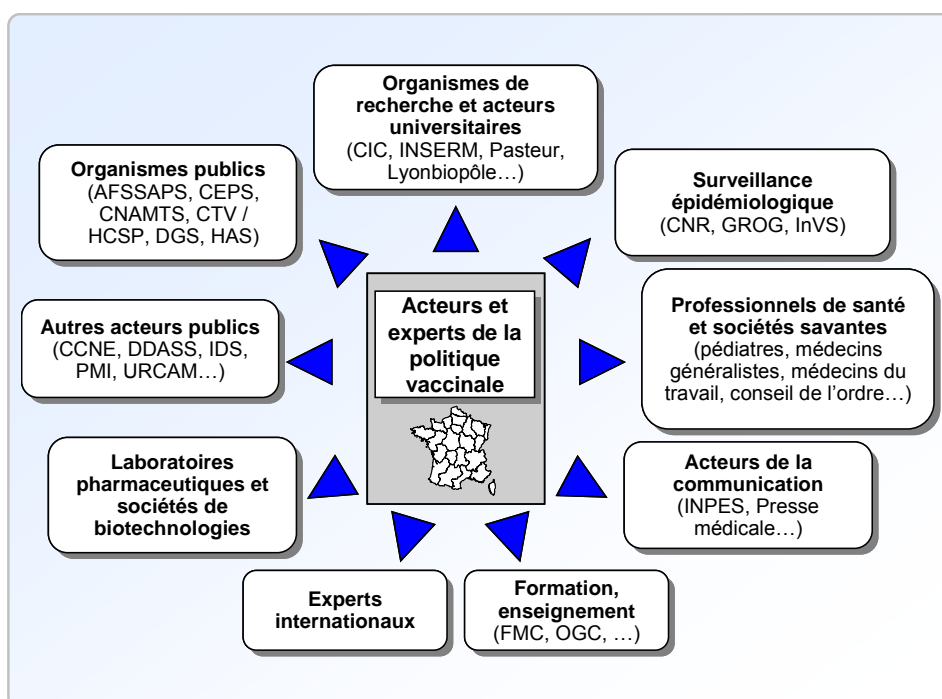 Organismes de
recherche et acteurs
universitaires
(CIC, INSERM, Pasteur,
Lyonbiopôle…)
Organismes publics
(AFSSAPS, CEPS,
CNAMTS, CTV /
HCSP, DGS, HAS)
Surveillance
épidémiologique
(CNR, GROG, InVS)
Acteurs et
experts de la
politique
vaccinale
Autres acteurs publics
(CCNE, DDASS, IDS,
PMI, URCAM…)
Professionnels de santé
et sociétés savantes
(pédiatres, médecins
généralistes, médecins du
travail, conseil de l’ordre…)
Laboratoires
pharmaceutiques et
sociétés de
biotechnologies
Acteurs de la
communication
(INPES, Presse
médicale…)
Experts
internationaux
Formation,
enseignement
(FMC, OGC, …)